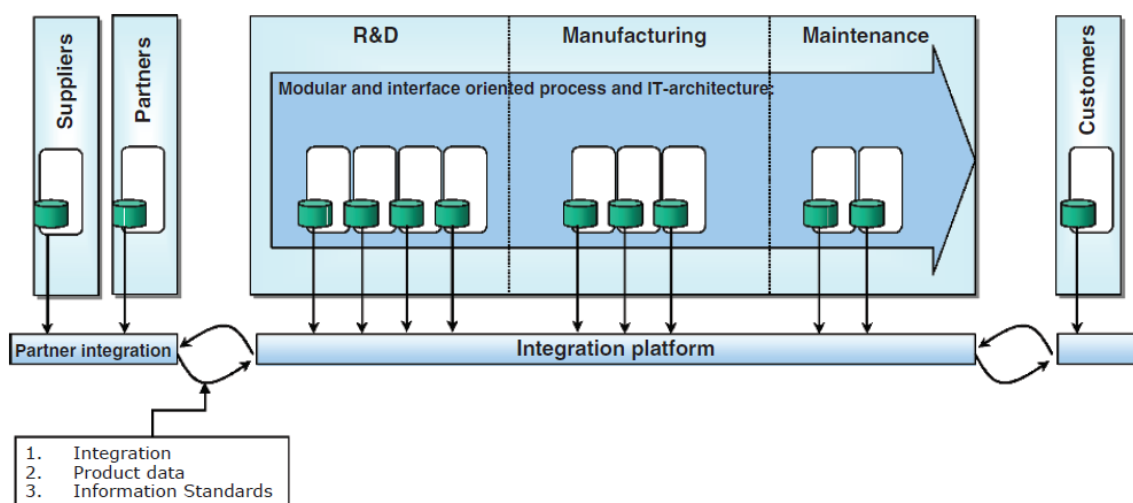 Suppliers
Partners
R&D
Manufacturing
Maintenance
Customers
Modular and interface oriented process and IT-architecture:
Partner integration
Integration platform
1. Integration
2. Product data
3. Information Standards